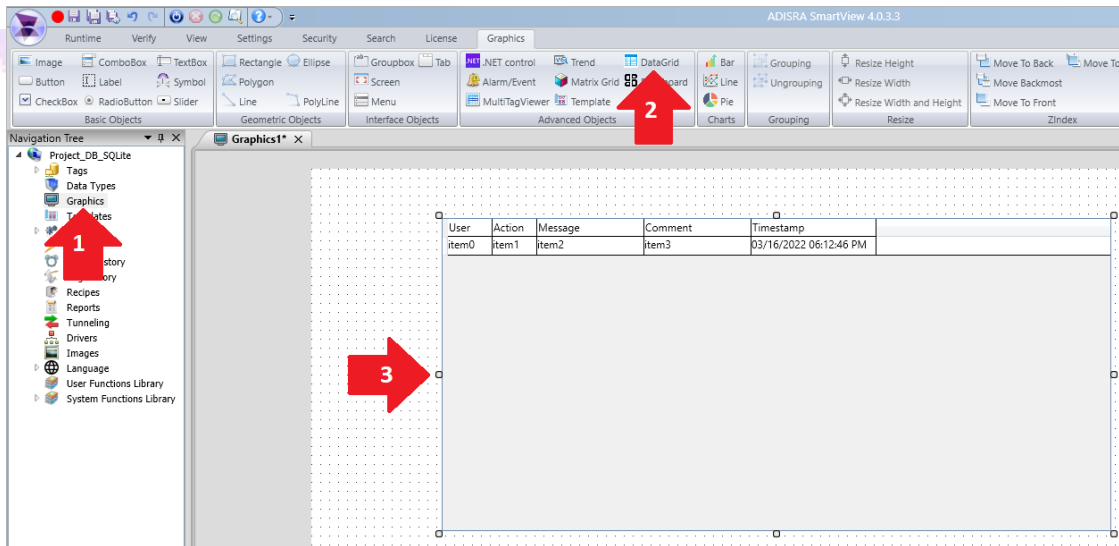 ADISRA SmartView 4.0.3.3
Runtime Verify View Settings Security Search License Graphics
Image ComboBox TextBox Rectangle Ellipse Groupbox Tab .NET control Trend DataGrid Bar Grouping Resize Height Move To Back Move To
Button Label Symbol Polygon Screen Alarm/Event Matrix Grid Line Ungrouping Resize Width Move Backmost
CheckBox RadioButton Slider Line PolyLine Menu MultiTagViewer Template Pie Resize Width and Height Move To Front
Basic Objects Geometric Objects Interface Objects Advanced Objects Charts Grouping Resize ZIndex
2
Navigation Tree
Graphics1*
Project_DB_SQLite
Tags
Data Types
Graphics
1
Recipes
Reports
Tunneling
Drivers
Images
Language
User Functions Library
System Functions Library
User Action Message Comment Timestamp
item0 item1 item2 item3 03/16/2022 06:12:46 PM
3